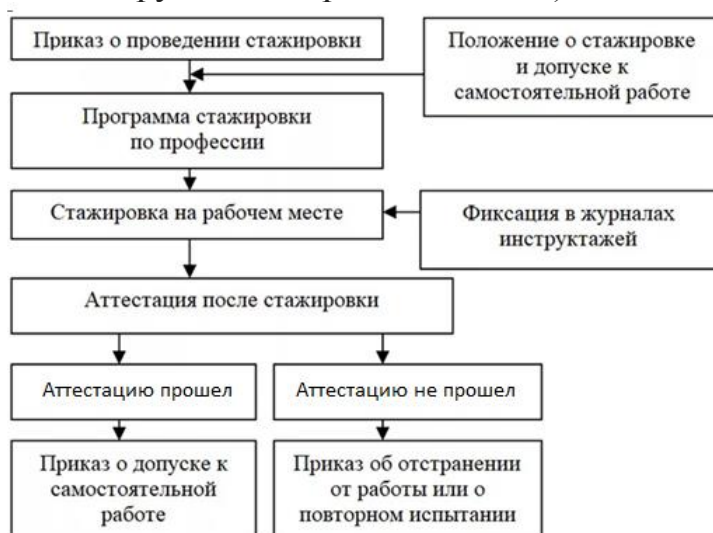 Приказ о проведении стажировки
Положение о стажировке
и допуске к
самостоятельной работе
Программа стажировки
по профессии
Стажировка на рабочем месте
Фиксация в журналах
инструктажей
Аттестация после стажировки
Аттестацию прошел
Аттестацию не прошел
Приказ о допуске к
самостоятельной
работе
Приказ об отстранении
от работы или о
повторном испытании